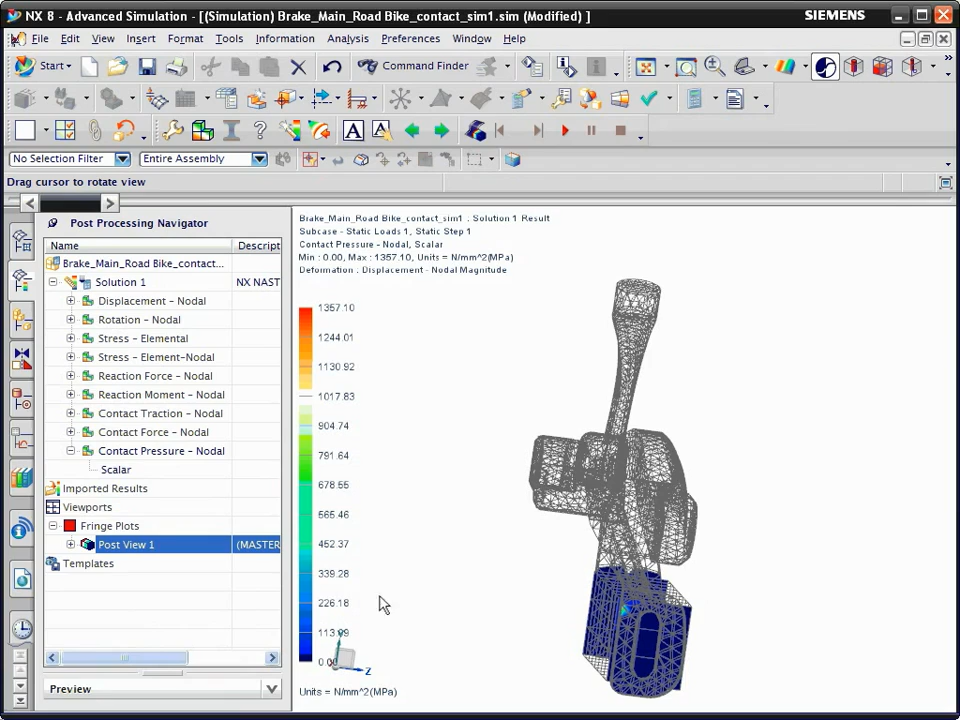 NX 8 - Advanced Simulation - [(Simulation) Brake_Main_Road Bike_contact_sim1.sim (Modified) ]
SIEMENS
File Edit View Insert Format Tools Information Analysis Preferences Window Help
Start
Command Finder
No Selection Filter
Entire Assembly
Drag cursor to rotate view
Post Processing Navigator
Name
Descript
Brake_Main_Road Bike_contact...
Solution 1
NX NAST
Displacement - Nodal
Rotation - Nodal
Stress - Elemental
Stress - Element-Nodal
Reaction Force - Nodal
Reaction Moment - Nodal
Contact Traction - Nodal
Contact Force - Nodal
Contact Pressure - Nodal
Scalar
Imported Results
Viewports
Fringe Plots
Post View 1
(MASTER
Templates
Preview
Brake_Main_Road Bike_contact_sim1 : Solution 1 Result
Subcase - Static Loads 1, Static Step 1
Contact Pressure - Nodal, Scalar
Min : 0.00, Max : 1357.10, Units = N/mm^2(MPa)
Deformation : Displacement - Nodal Magnitude
1357.10
1244.01
1130.92
1017.83
904.74
791.64
678.55
565.46
452.37
339.28
226.18
113.09
0.00
Z
Units = N/mm^2(MPa)